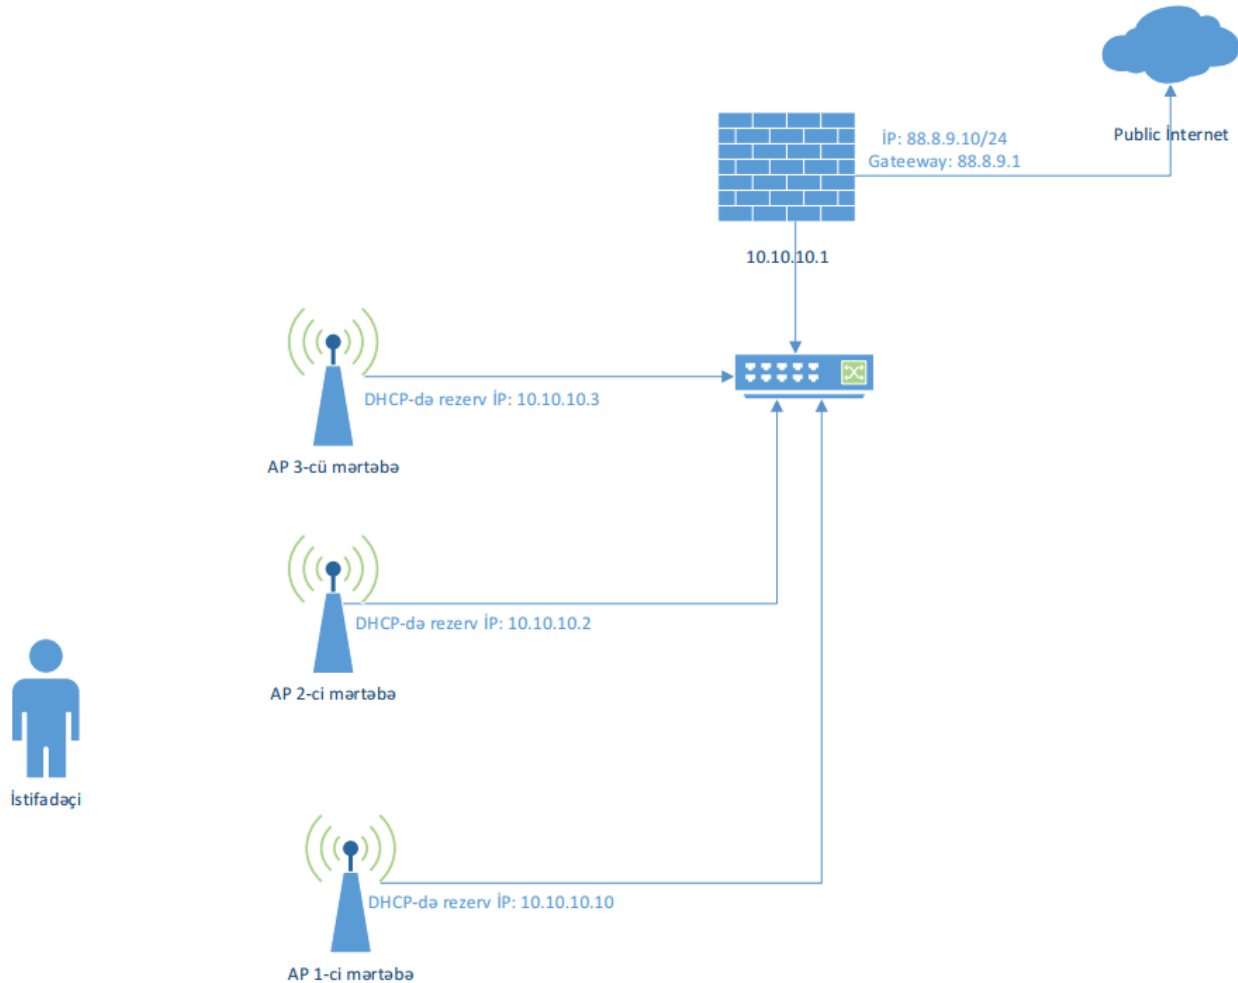 İP: 88.8.9.10/24
Gateeway: 88.8.9.1
Public İnternet
10.10.10.1
DHCP-də rezerv İP: 10.10.10.3
AP 3-cü mərtəbə
DHCP-də rezerv İP: 10.10.10.2
AP 2-ci mərtəbə
İstifadəçi
DHCP-də rezerv İP: 10.10.10.10
AP 1-ci mərtəbə